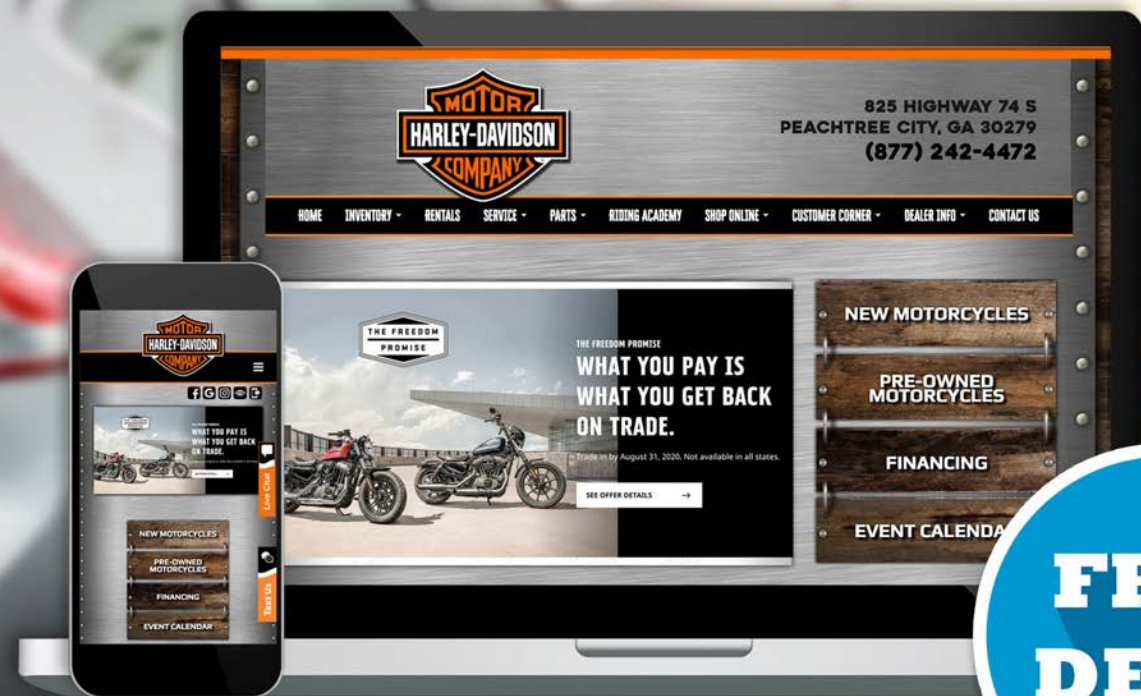 MOTOR
HARLEY-DAVIDSON
COMPANY
825 HIGHWAY 74 S
PEACHTREE CITY, GA 30279
(877) 242-4472
HOME INVENTORY RENTALS SERVICE PARTS RIDING ACADEMY SHOP ONLINE CUSTOMER CORNER DEALER INFO CONTACT US
THE FREEDOM
PROMISE
THE FREEDOM PROMISE
WHAT YOU PAY IS
WHAT YOU GET BACK
ON TRADE.
Trade in by August 31, 2020. Not available in all states.
SEE OFFER DETAILS →
NEW MOTORCYCLES
PRE-OWNED
MOTORCYCLES
FINANCING
EVENT CALENDA
MOTOR
HARLEY-DAVIDSON
COMPANY
WHAT YOU PAY IS
WHAT YOU GET BACK
ON TRADE.
Live Chat
NEW MOTORCYCLES
PRE-OWNED
MOTORCYCLES
FINANCING
EVENT CALENDAR
Text Us
FE
DE